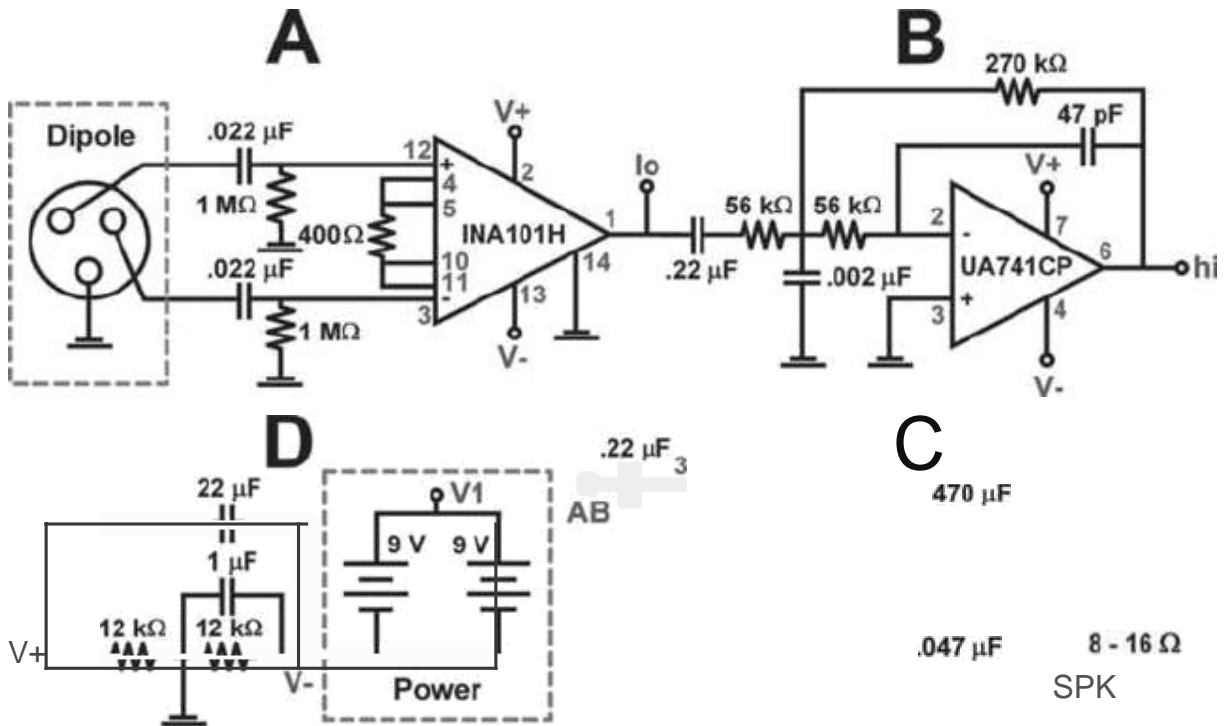 A
B
270 kΩ
47 pF
Dipole
.022 μF
V+
Io
12
+
2
4
5
1 MΩ
400Ω
INA101H
1
56 kΩ
56 kΩ
2
-
V+
7
.022 μF
10
11
14
.22 μF
.002 μF
UA741CP
6
hi
-
3
13
1 MΩ
V-
+
3
4
V-
D
C
.22 μF
3
22 μF
V1
470 μF
AB
9 V
9 V
1 μF
12 kΩ
12 kΩ
V+
.047 μF
8 - 16 Ω
V-
Power
SPK